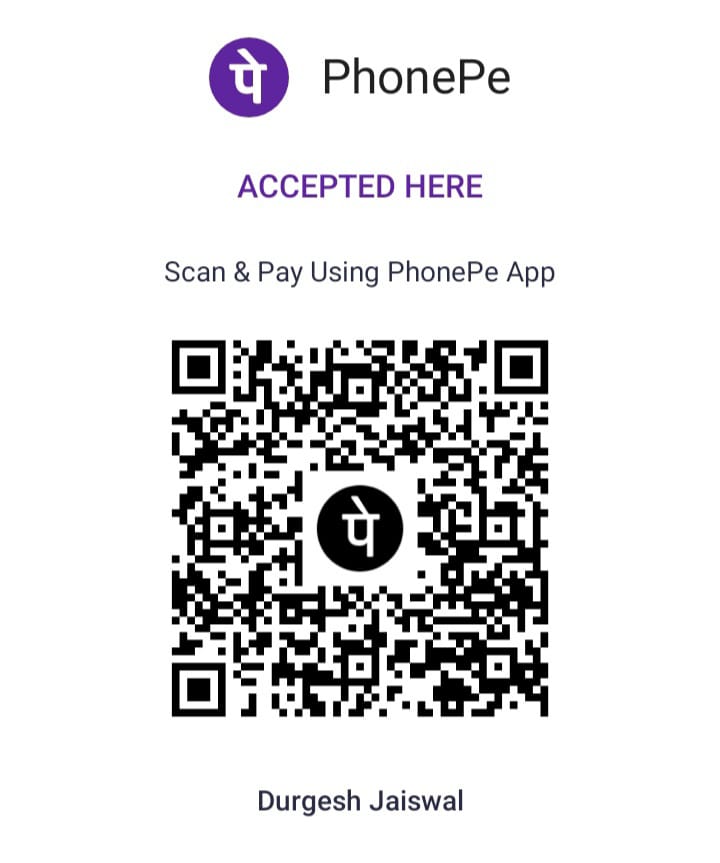 पे PhonePe
ACCEPTED HERE
Scan & Pay Using PhonePe App
पे
Durgesh Jaiswal